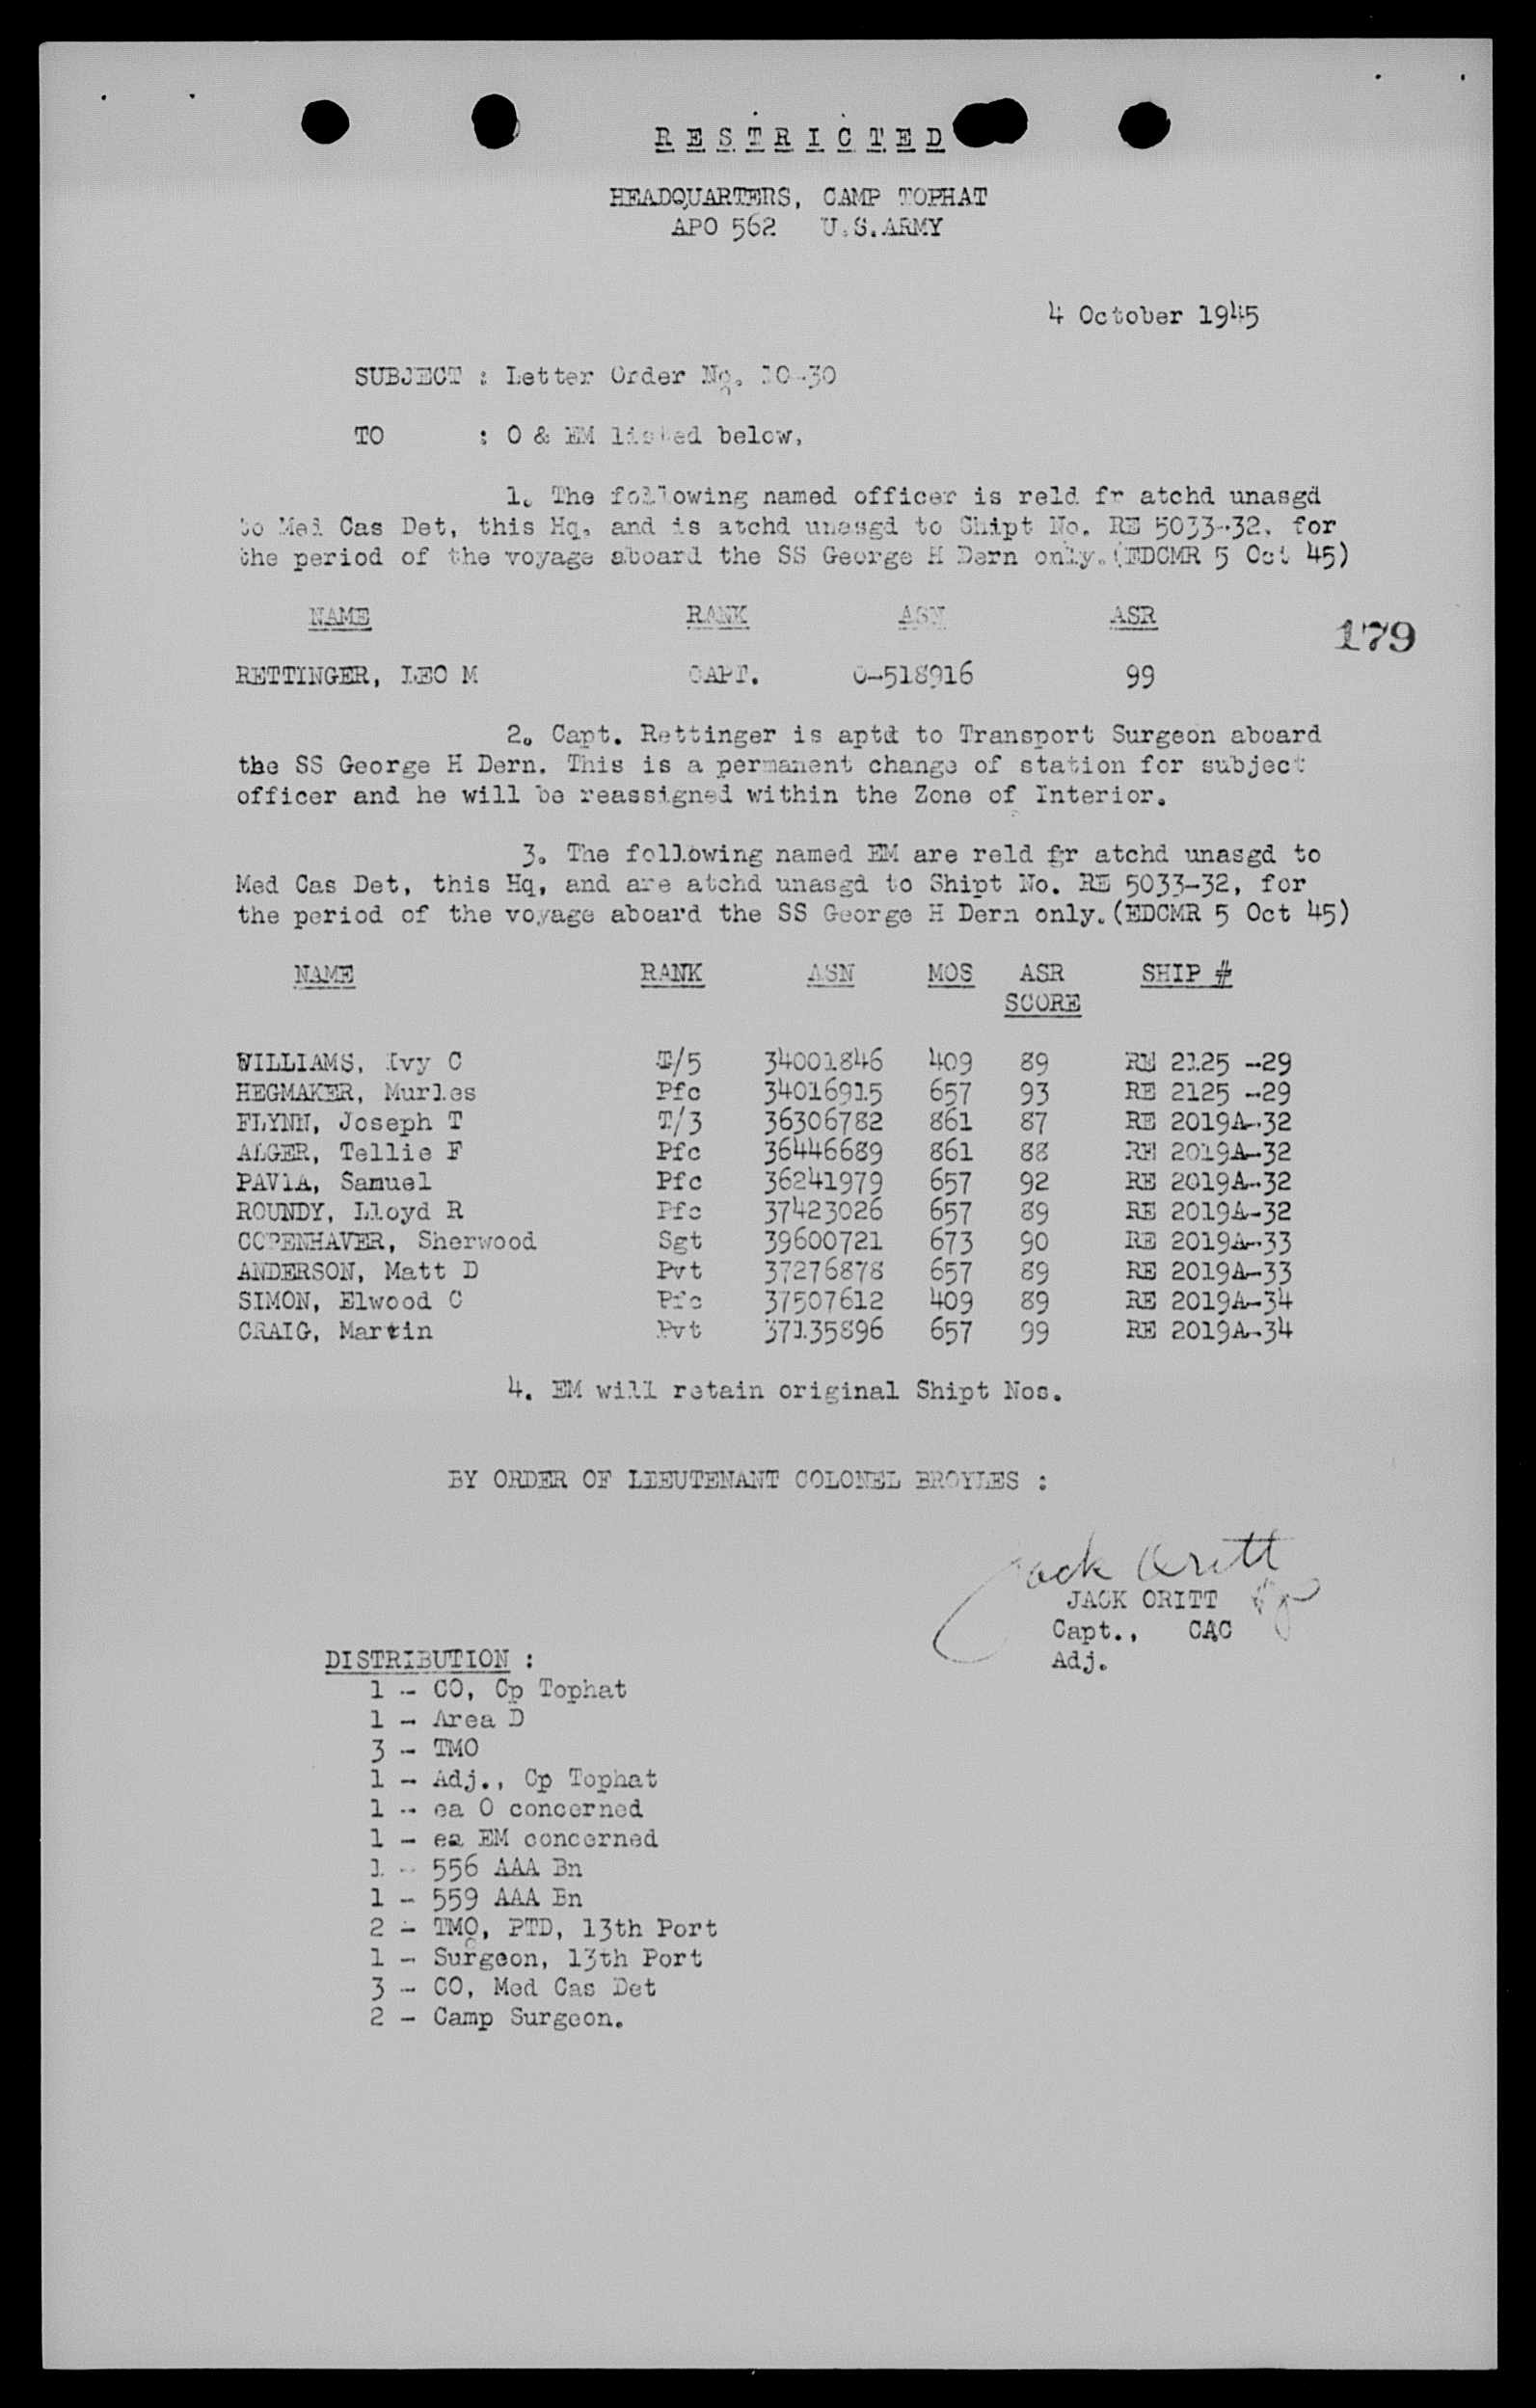 RESTRICTED
HEADQUARTERS, CAMP TOPHAT
APO 562 U.S.ARMY
4 October 1945
SUBJECT : Letter Order No. 10-30
TO : O & EM listed below.
1. The following named officer is reld fr atchd unasgd
to Med Cas Det, this Hq, and is atchd unasgd to Shipt No. RE 5033-32, for
the period of the voyage aboard the SS George H Dern only.(EDCMR 5 Oct 45)
NAME RANK ASN ASR
179
RETTINGER, LEO M CAPT. O-518916 99
2. Capt. Rettinger is aptd to Transport Surgeon aboard
the SS George H Dern. This is a permanent change of station for subject
officer and he will be reassigned within the Zone of Interior.
3. The following named EM are reld fr atchd unasgd to
Med Cas Det, this Hq, and are atchd unasgd to Shipt No. RE 5033-32, for
the period of the voyage aboard the SS George H Dern only.(EDCMR 5 Oct 45)
NAME RANK ASN MOS ASR SHIP #
SCORE
WILLIAMS, Ivy C T/5 34001846 409 89 RE 2125 -29
HEGMAKER, Murles Pfc 34016915 657 93 RE 2125 -29
FLYNN, Joseph T T/3 36306782 861 87 RE 2019A-32
ALGER, Tellie F Pfc 36446689 861 88 RE 2019A-32
PAVIA, Samuel Pfc 36241979 657 92 RE 2019A-32
ROUNDY, Lloyd R Pfc 37423026 657 89 RE 2019A-32
COPENHAVER, Sherwood Sgt 39600721 673 90 RE 2019A-33
ANDERSON, Matt D Pvt 37276878 657 89 RE 2019A-33
SIMON, Elwood C Pfc 37507612 409 89 RE 2019A-34
CRAIG, Martin Pvt 37135896 657 99 RE 2019A-34
4. EM will retain original Shipt Nos.
BY ORDER OF LIEUTENANT COLONEL BROYLES :
Jack Oritt
JACK ORITT
Capt., CAC
Adj.
DISTRIBUTION :
1 - CO, Cp Tophat
1 - Area D
3 - TMO
1 - Adj., Cp Tophat
1 - ea O concerned
1 - ea EM concerned
1 - 556 AAA Bn
1 - 559 AAA Bn
2 - TMO, PTD, 13th Port
1 - Surgeon, 13th Port
3 - CO, Med Cas Det
2 - Camp Surgeon.